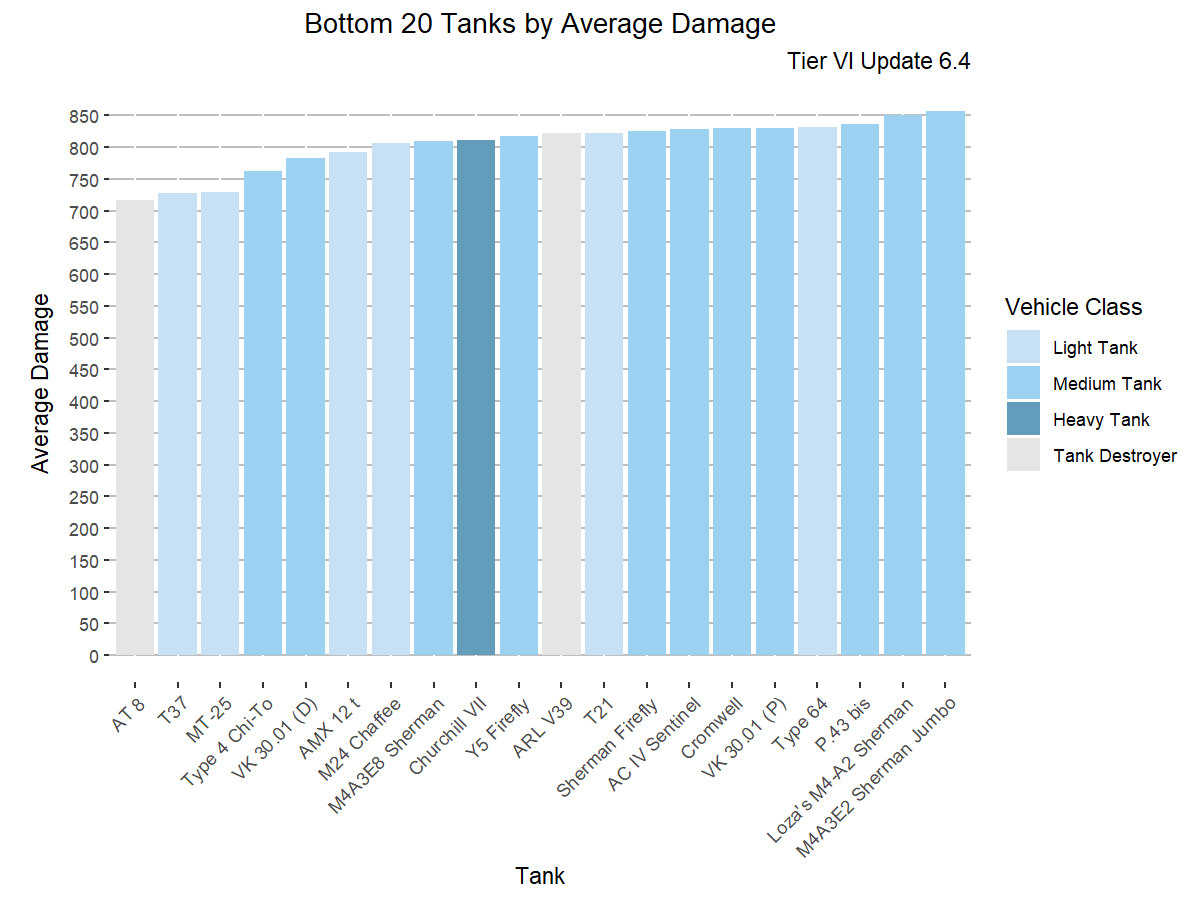 Bottom 20 Tanks by Average Damage
Tier VI Update 6.4
Average Damage
850
800
750
700
650
600
550
500
450
400
350
300
250
200
150
100
50
0
AT 8
T37
MT-25
Type 4 Chi-To
VK 30.01 (D)
AMX 12 t
M24 Chaffee
M4A3E8 Sherman
Churchill VII
Y5 Firefly
ARL V39
T21
Sherman Firefly
AC IV Sentinel
Cromwell
VK 30.01 (P)
Type 64
P.43 bis
Loza's M4-A2 Sherman
M4A3E2 Sherman Jumbo
Tank
Vehicle Class
Light Tank
Medium Tank
Heavy Tank
Tank Destroyer